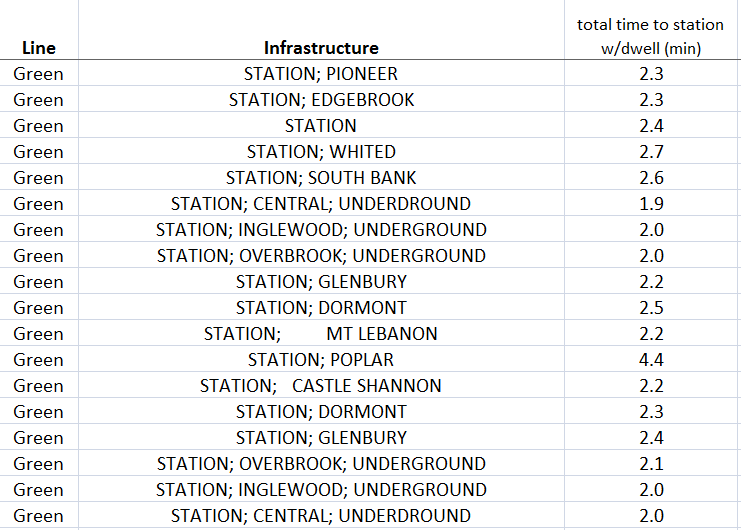 total time to station
Line Infrastructure w/dwell (min)
Green STATION; PIONEER 2.3
Green STATION; EDGEBROOK 2.3
Green STATION 2.4
Green STATION; WHITED 2.7
Green STATION; SOUTH BANK 2.6
Green STATION; CENTRAL; UNDERDROUND 1.9
Green STATION; INGLEWOOD; UNDERGROUND 2.0
Green STATION; OVERBROOK; UNDERGROUND 2.0
Green STATION; GLENBURY 2.2
Green STATION; DORMONT 2.5
Green STATION; MT LEBANON 2.2
Green STATION; POPLAR 4.4
Green STATION; CASTLE SHANNON 2.2
Green STATION; DORMONT 2.3
Green STATION; GLENBURY 2.4
Green STATION; OVERBROOK; UNDERGROUND 2.1
Green STATION; INGLEWOOD; UNDERGROUND 2.0
Green STATION; CENTRAL; UNDERDROUND 2.0